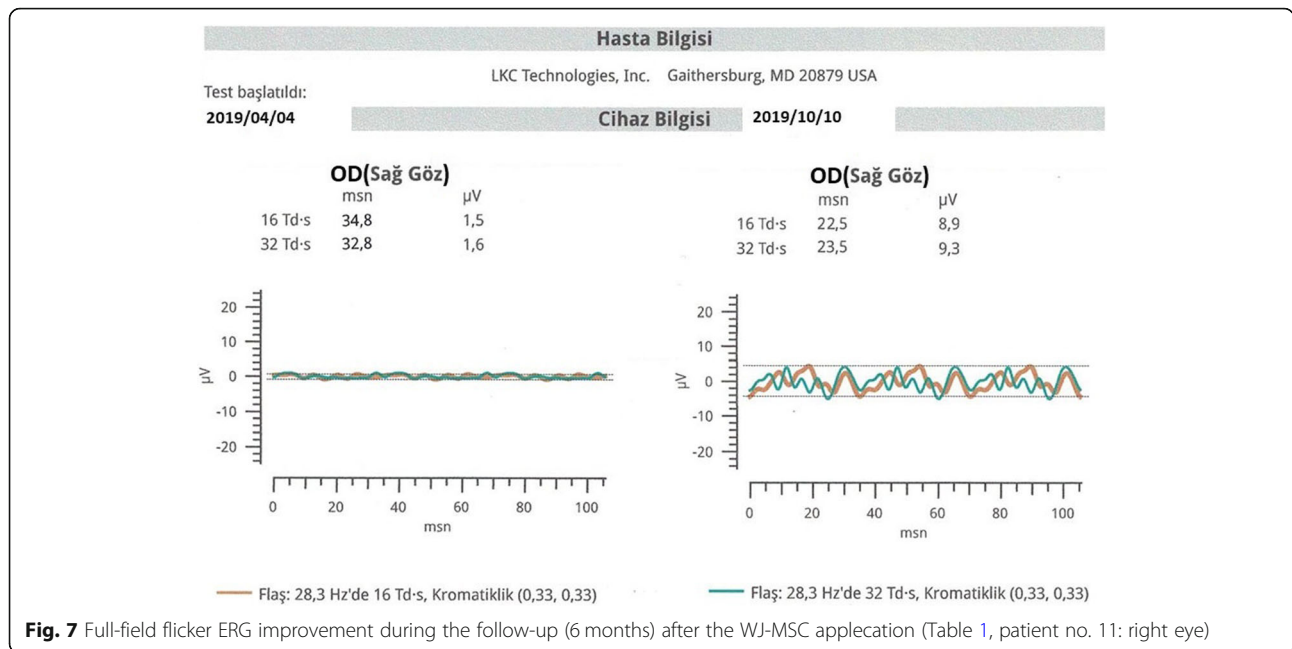 Hasta Bilgisi
LKC Technologies, Inc. Gaithersburg, MD 20879 USA
Test başlatıldı:
2019/04/04
Cihaz Bilgisi
2019/10/10
OD(Sağ Göz)
msn µV
16 Td·s 34,8 1,5
32 Td·s 32,8 1,6
20
10
0
-10
-20
µV
0 20 40 60 80 100
msn
OD(Sağ Göz)
msn µV
16 Td·s 22,5 8,9
32 Td·s 23,5 9,3
20
10
0
-10
-20
µV
0 20 40 60 80 100
msn
Flaş: 28,3 Hz'de 16 Td·s, Kromatiklik (0,33, 0,33)
Flaş: 28,3 Hz'de 32 Td·s, Kromatiklik (0,33, 0,33)
Fig. 7 Full-field flicker ERG improvement during the follow-up (6 months) after the WJ-MSC applecation (Table 1, patient no. 11: right eye)